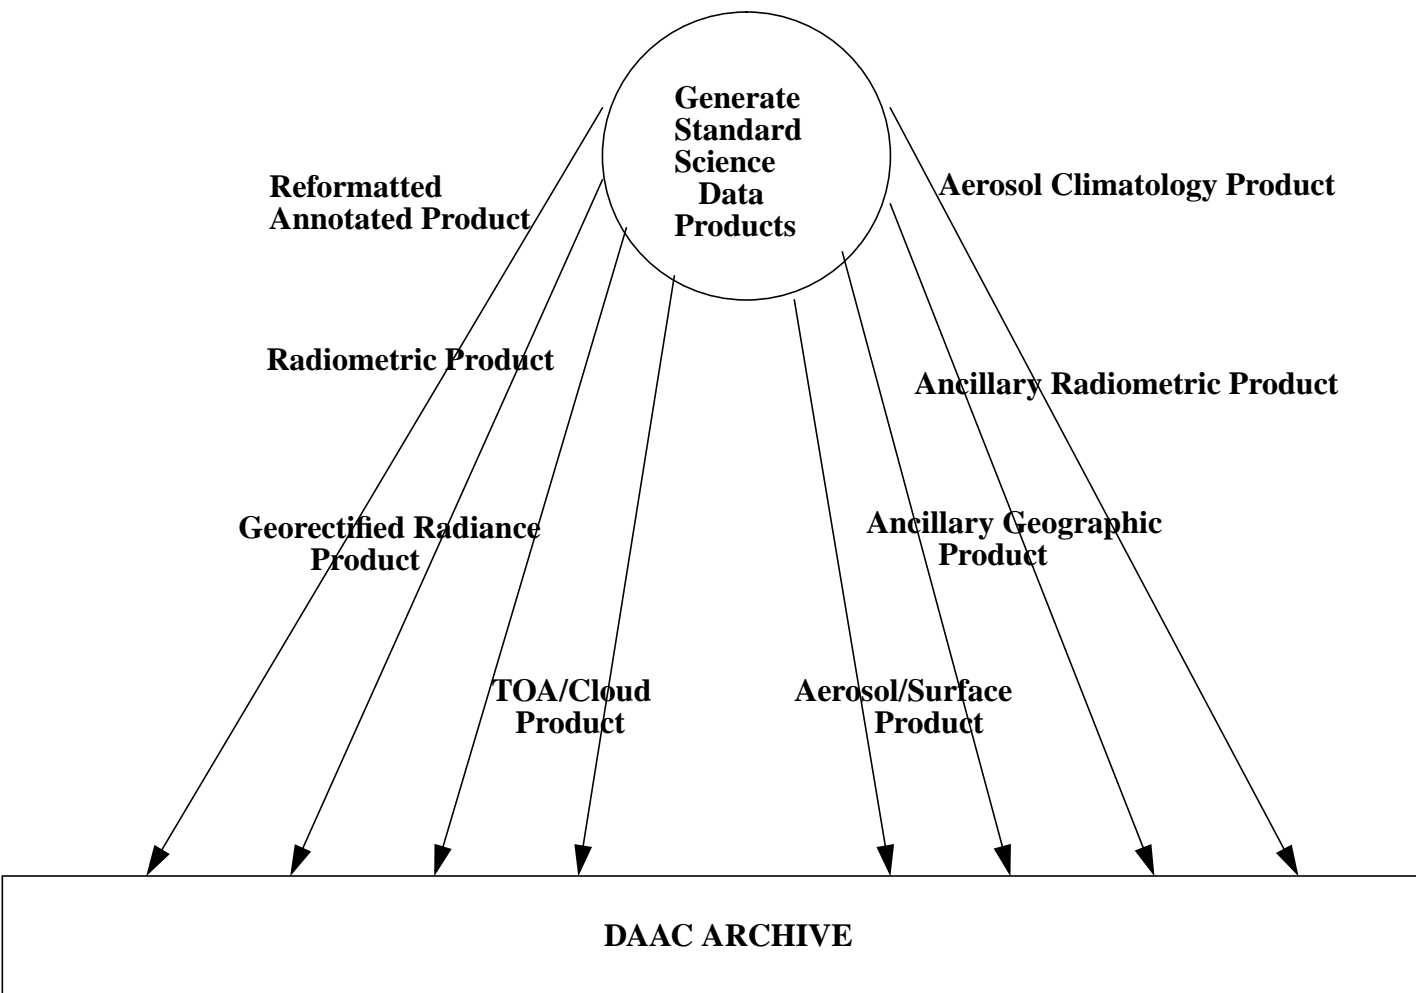 Generate
Standard
Science
Data
Products
Reformatted
Annotated Product
Aerosol Climatology Product
Radiometric Product
Ancillary Radiometric Product
Georectified Radiance
Product
Ancillary Geographic
Product
TOA/Cloud
Product
Aerosol/Surface
Product
DAAC ARCHIVE